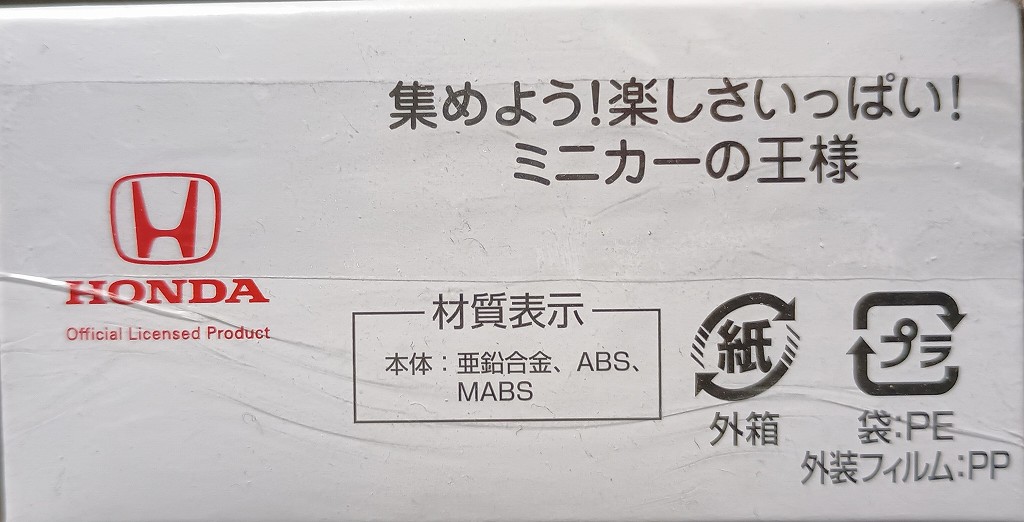 集めよう!楽しさいっぱい!
ミニカーの王様
HONDA
Official Licensed Product
材質表示
本体:亜鉛合金、ABS、
MABS
紙
外箱
プラ
袋:PE
外装フィルム:PP